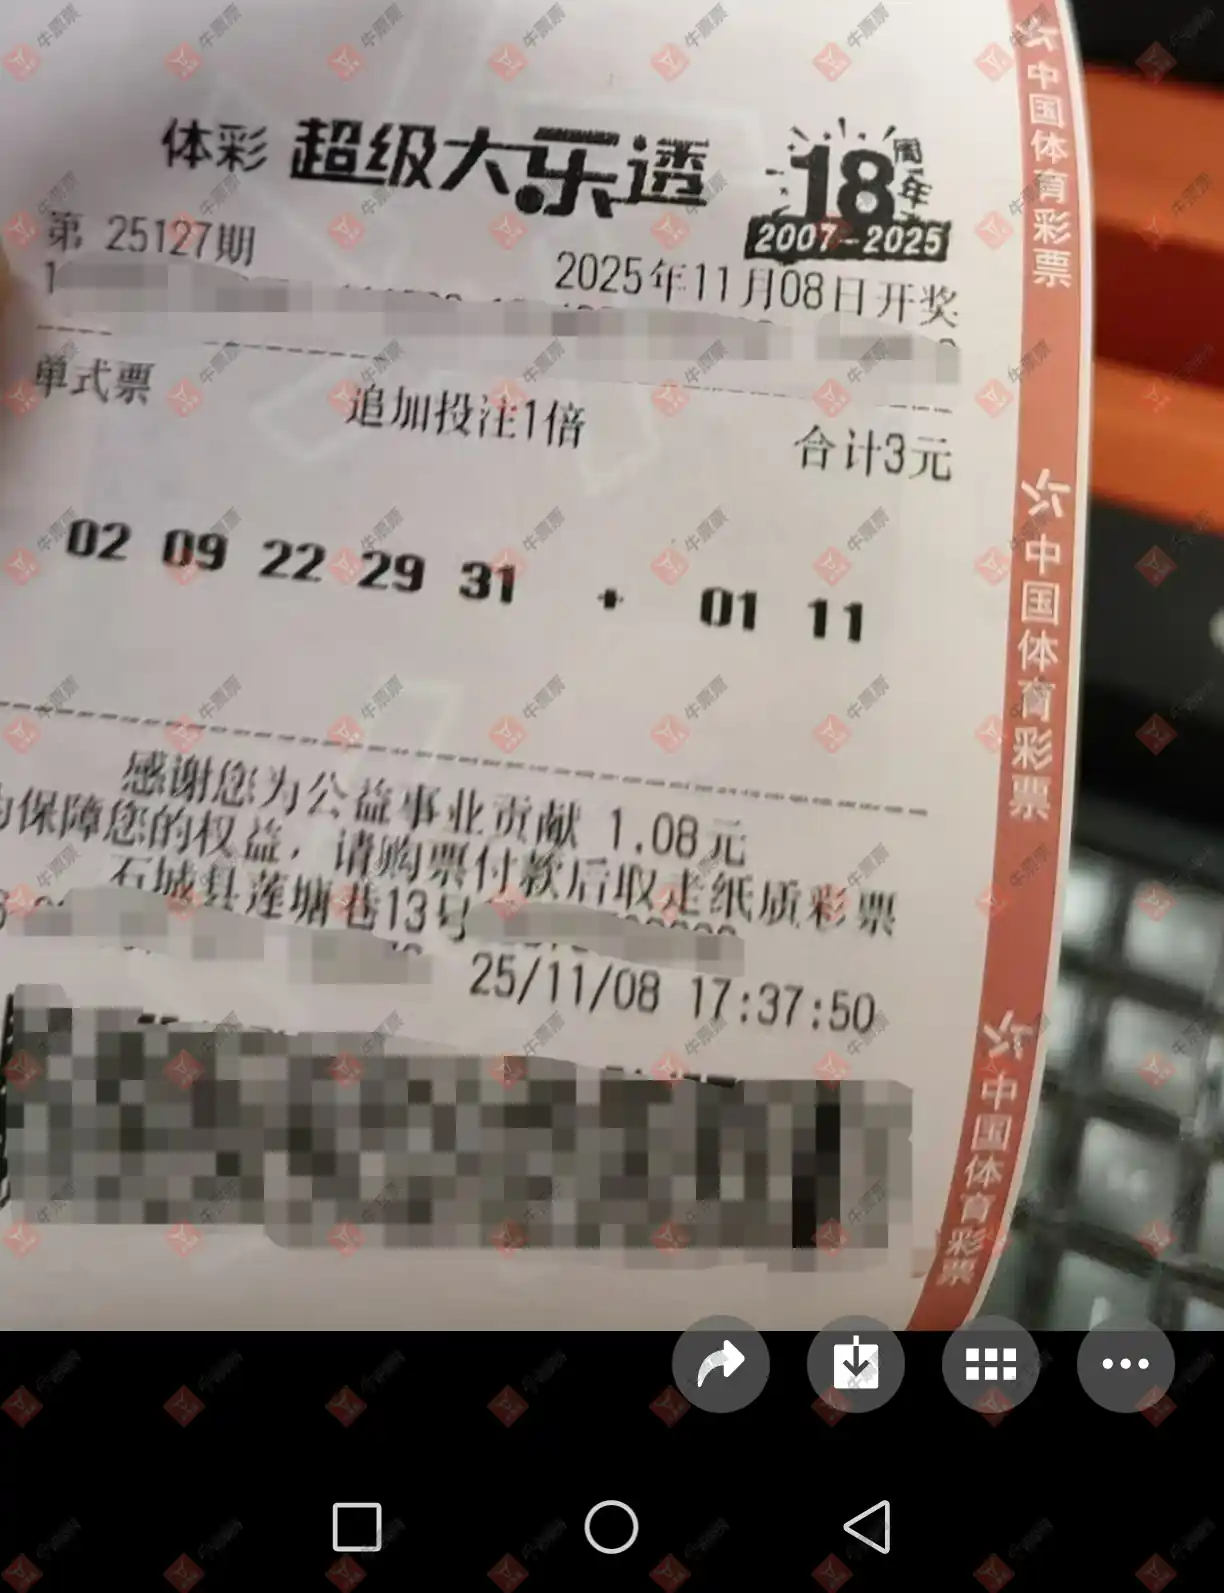 体彩 超级大乐透 18周年
2007-2025
第 25127期
2025年11月08日开奖
单式票 追加投注1倍 合计3元
02 09 22 29 31 + 01 11
感谢您为公益事业贡献 1.08元
为保障您的权益，请购票付款后取走纸质彩票
石城县莲塘巷13号
25/11/08 17:37:50
中国体育彩票
中国体育彩票
中国体育彩票
牛票票